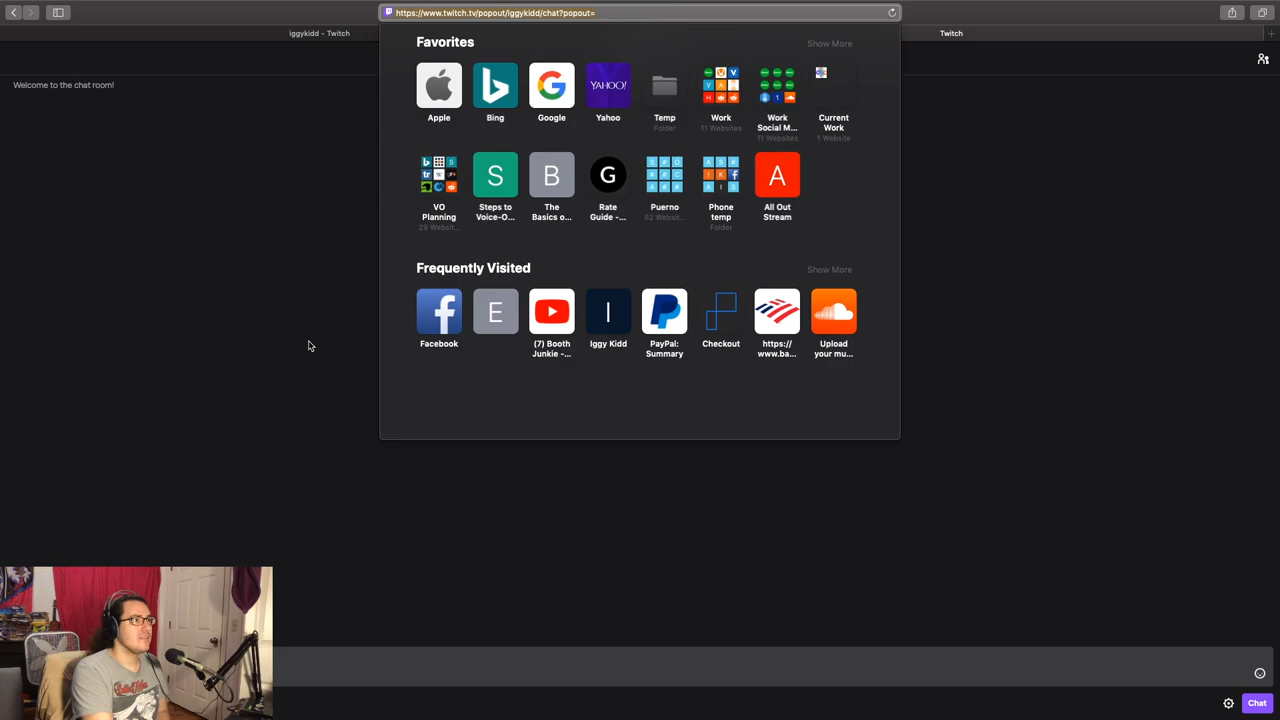 https://www.twitch.tv/popout/iggykidd/chat?popout=
iggykidd - Twitch
Twitch
Welcome to the chat room!
Favorites
Show More
Apple
Bing
Google
YAHOO!
Yahoo
Temp
Folder
Work
11 Websites
Work
Social M...
11 Websites
Current
Work
1 Website
VO
Planning
29 Websit...
S
Steps to
Voice-O...
B
The
Basics o...
G
Rate
Guide -...
Puerno
52 Websit...
Phone
temp
Folder
A
All Out
Stream
Frequently Visited
Show More
Facebook
E
(7) Booth
Junkie -...
I
Iggy Kidd
PayPal:
Summary
Checkout
https://
www.ba...
Upload
your mu...
Chat